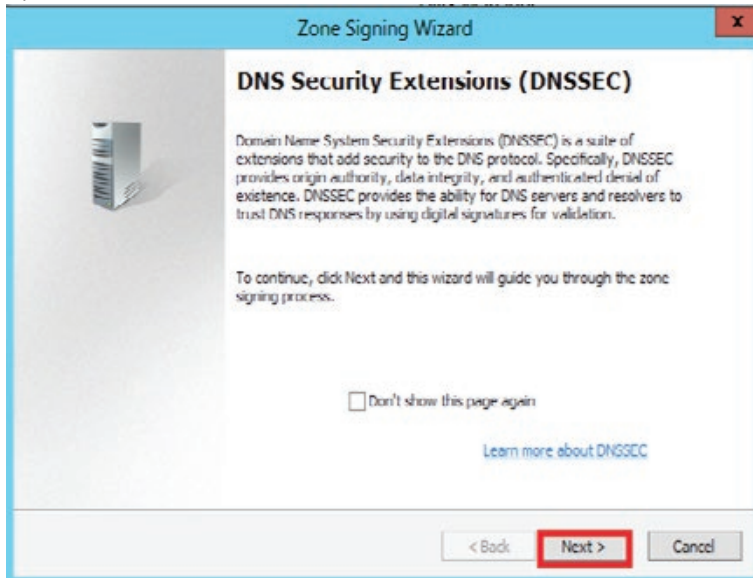 Zone Signing Wizard
x
DNS Security Extensions (DNSSEC)
Domain Name System Security Extensions (DNSSEC) is a suite of
extensions that add security to the DNS protocol. Specifically, DNSSEC
provides origin authority, data integrity, and authenticated denial of
existence. DNSSEC provides the ability for DNS servers and resolvers to
trust DNS responses by using digital signatures for validation.
To continue, click Next and this wizard will guide you through the zone
signing process.
Don't show this page again
Learn more about DNSSEC
< Back Next > Cancel